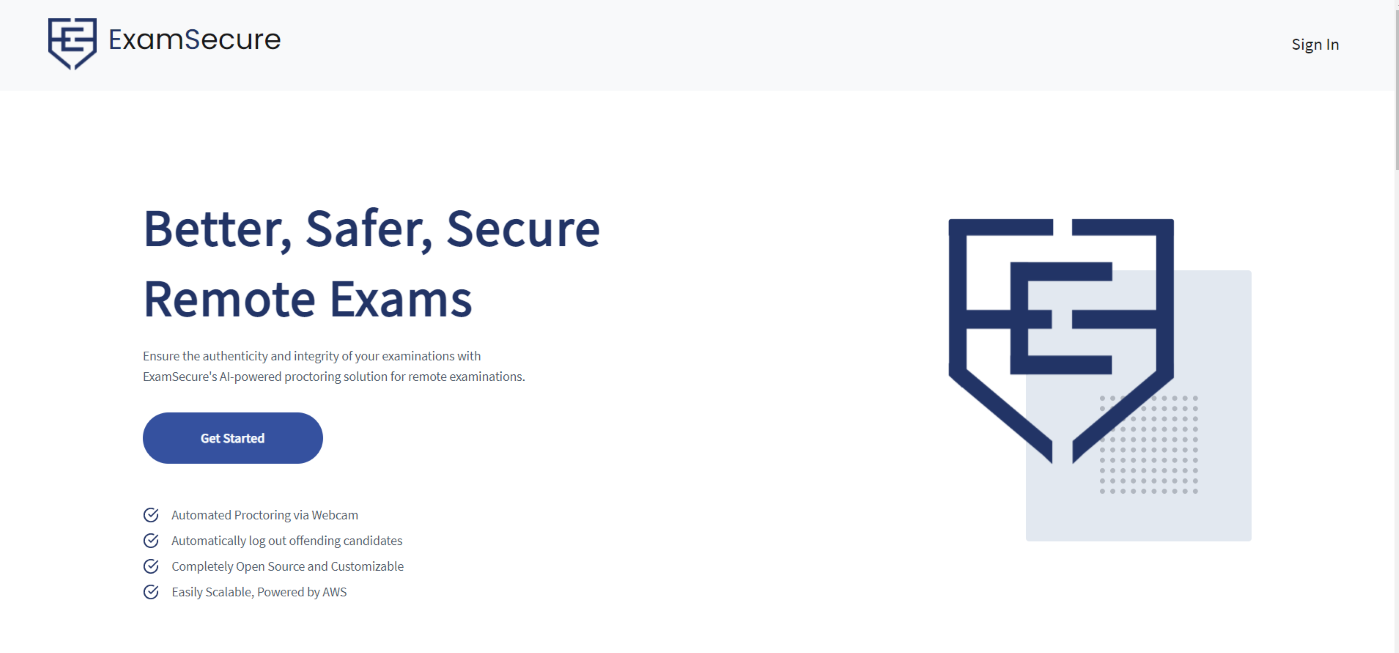 ExamSecure
Sign In
Better, Safer, Secure
Remote Exams
Ensure the authenticity and integrity of your examinations with
ExamSecure's AI-powered proctoring solution for remote examinations.
Get Started
Automated Proctoring via Webcam
Automatically log out offending candidates
Completely Open Source and Customizable
Easily Scalable, Powered by AWS